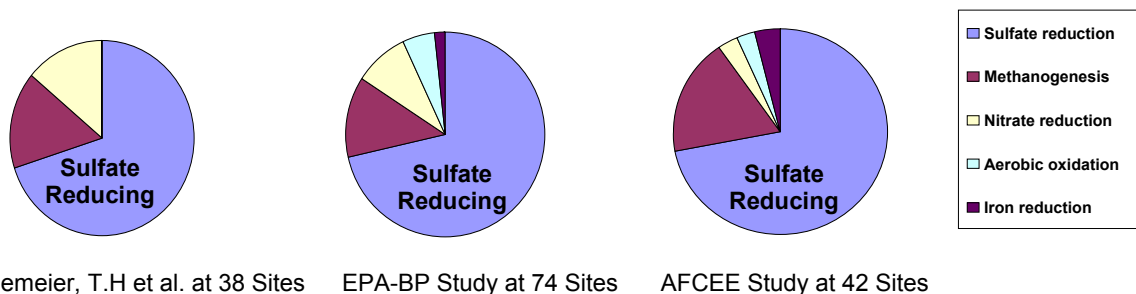 Sulfate
Reducing
Sulfate
Reducing
Sulfate
Reducing
Sulfate reduction
Methanogenesis
Nitrate reduction
Aerobic oxidation
Iron reduction
emeier, T.H et al. at 38 Sites
EPA-BP Study at 74 Sites
AFCEE Study at 42 Sites